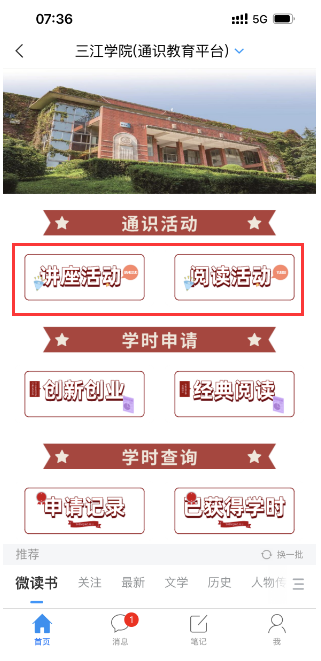 07:36 5G
三江学院(通识教育平台)
通识活动
讲座活动 阅读活动
学时申请
创新创业 经典阅读
学时查询
申请记录 已获得学时
推荐 换一批
微读书 关注 最新 文学 历史 人物传
1
首页 消息 笔记 我